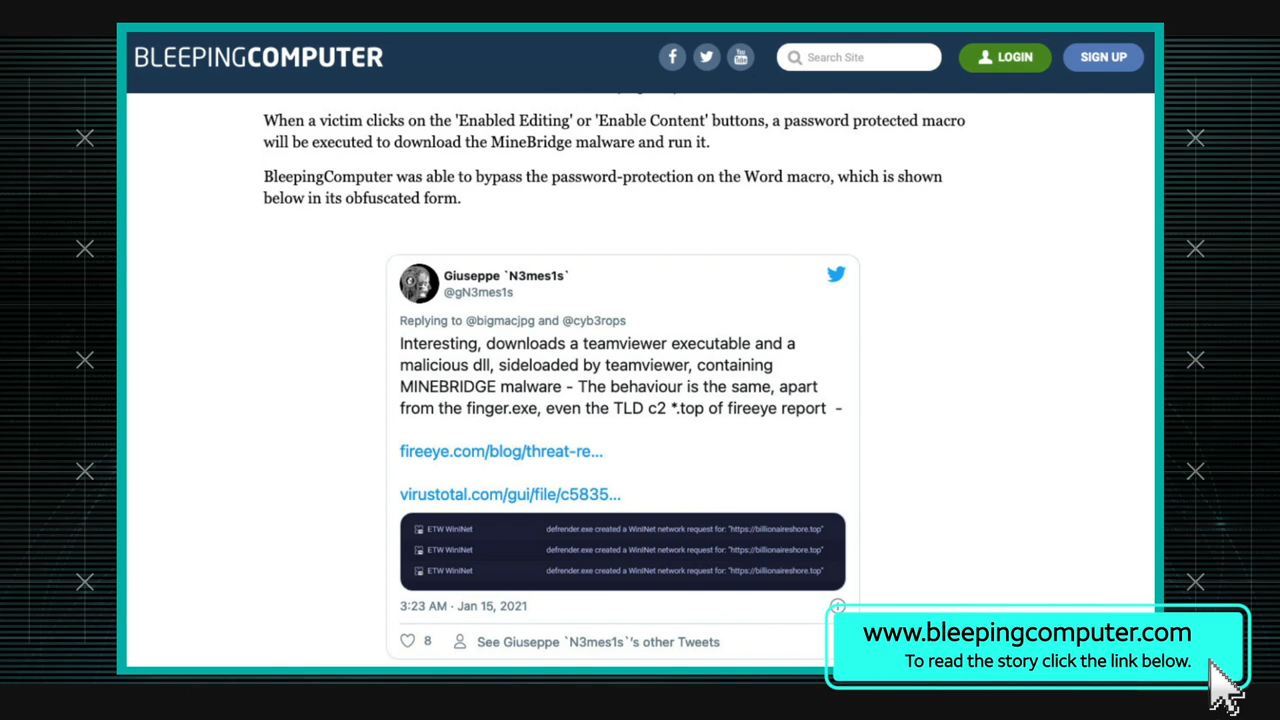 BLEEPINGCOMPUTER
Search Site
LOGIN
SIGN UP
When a victim clicks on the 'Enabled Editing' or 'Enable Content' buttons, a password protected macro
will be executed to download the MineBridge malware and run it.
BleepingComputer was able to bypass the password-protection on the Word macro, which is shown
below in its obfuscated form.
Giuseppe `N3mes1s`
@gN3mes1s
Replying to @bigmacjpg and @cyb3rops
Interesting, downloads a teamviewer executable and a
malicious dll, sideloaded by teamviewer, containing
MINEBRIDGE malware - The behaviour is the same, apart
from the finger.exe, even the TLD c2 *.top of fireeye report -
fireeye.com/blog/threat-re...
virustotal.com/gui/file/c5835...
ETW WinINet defrender.exe created a WinINet network request for: "https://billionaireshore.top"
ETW WinINet defrender.exe created a WinINet network request for: "https://billionaireshore.top"
ETW WinINet defrender.exe created a WinINet network request for: "https://billionaireshore.top"
3:23 AM · Jan 15, 2021
8 See Giuseppe `N3mes1s`'s other Tweets
www.bleepingcomputer.com
To read the story click the link below.